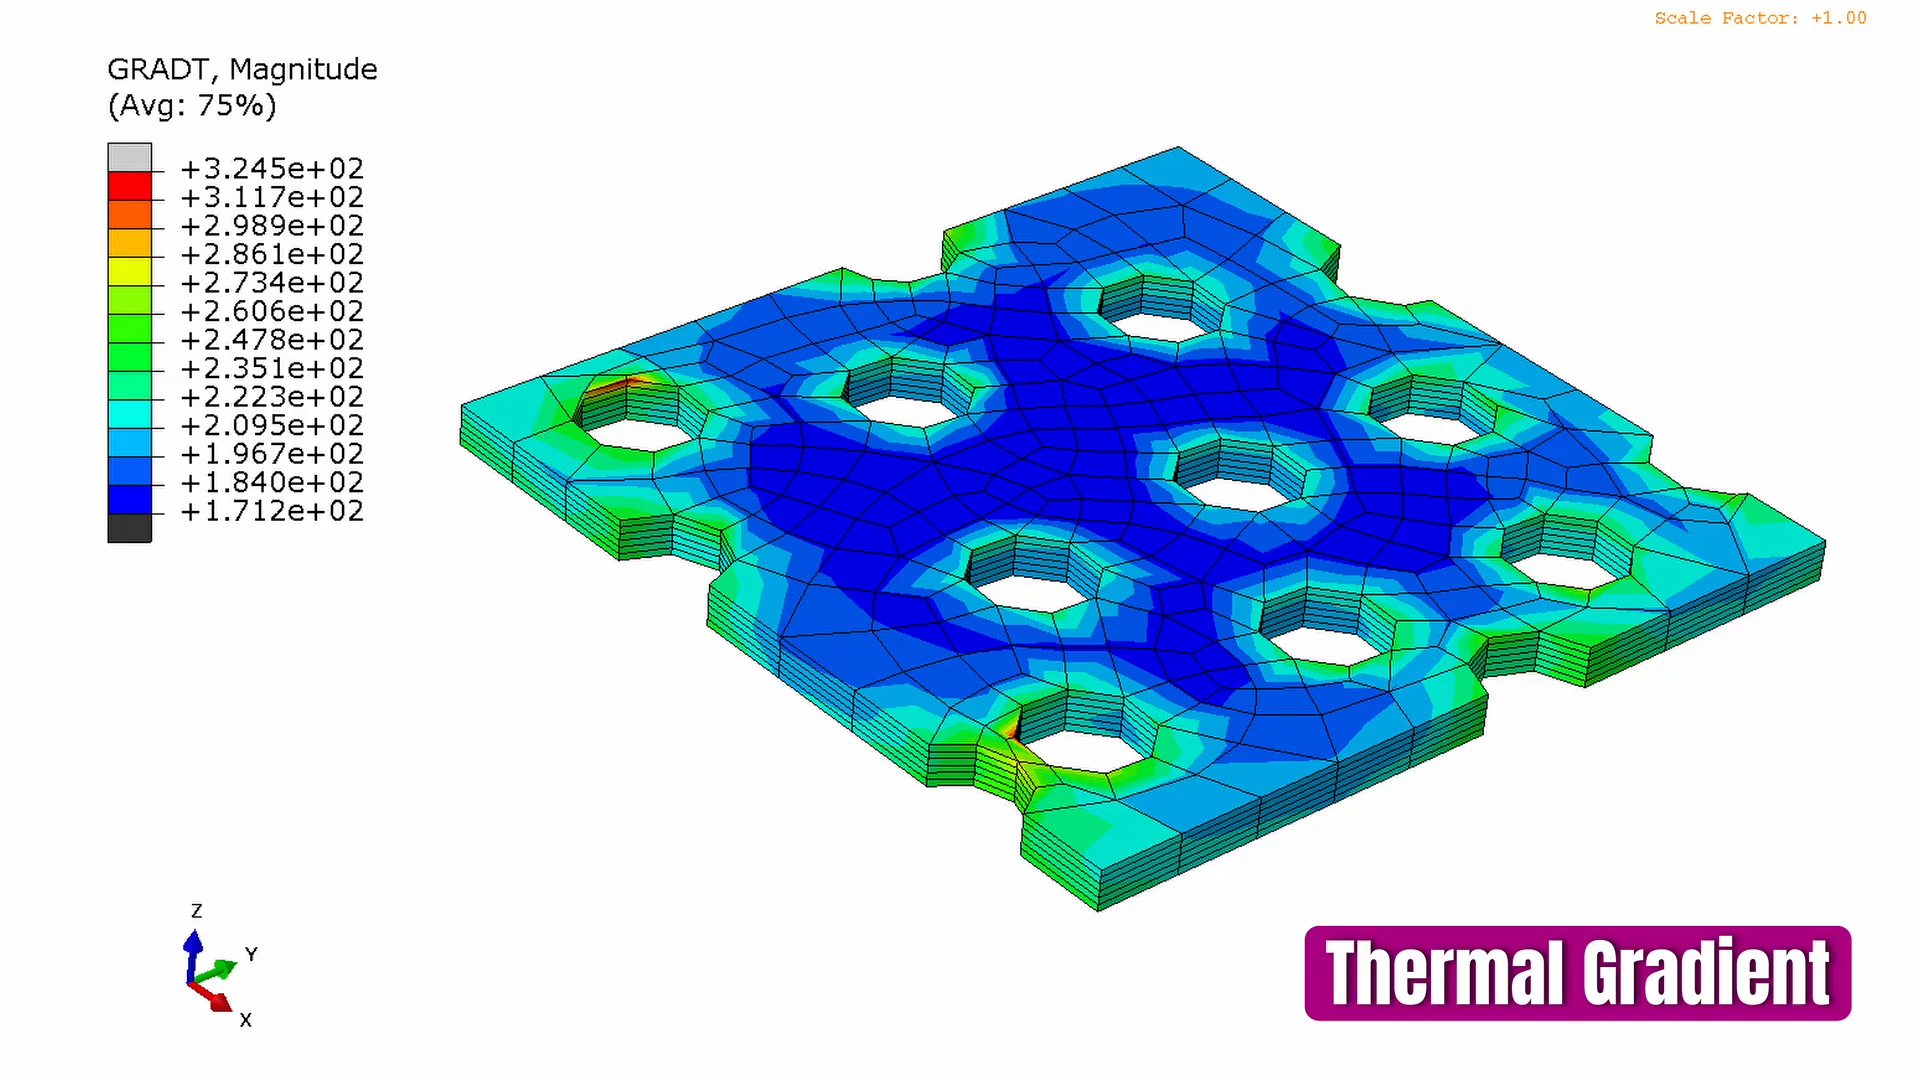 Scale Factor: +1.00
GRADT, Magnitude
(Avg: 75%)
+3.245e+02
+3.117e+02
+2.989e+02
+2.861e+02
+2.734e+02
+2.606e+02
+2.478e+02
+2.351e+02
+2.223e+02
+2.095e+02
+1.967e+02
+1.840e+02
+1.712e+02
Z
Y
X
Thermal Gradient